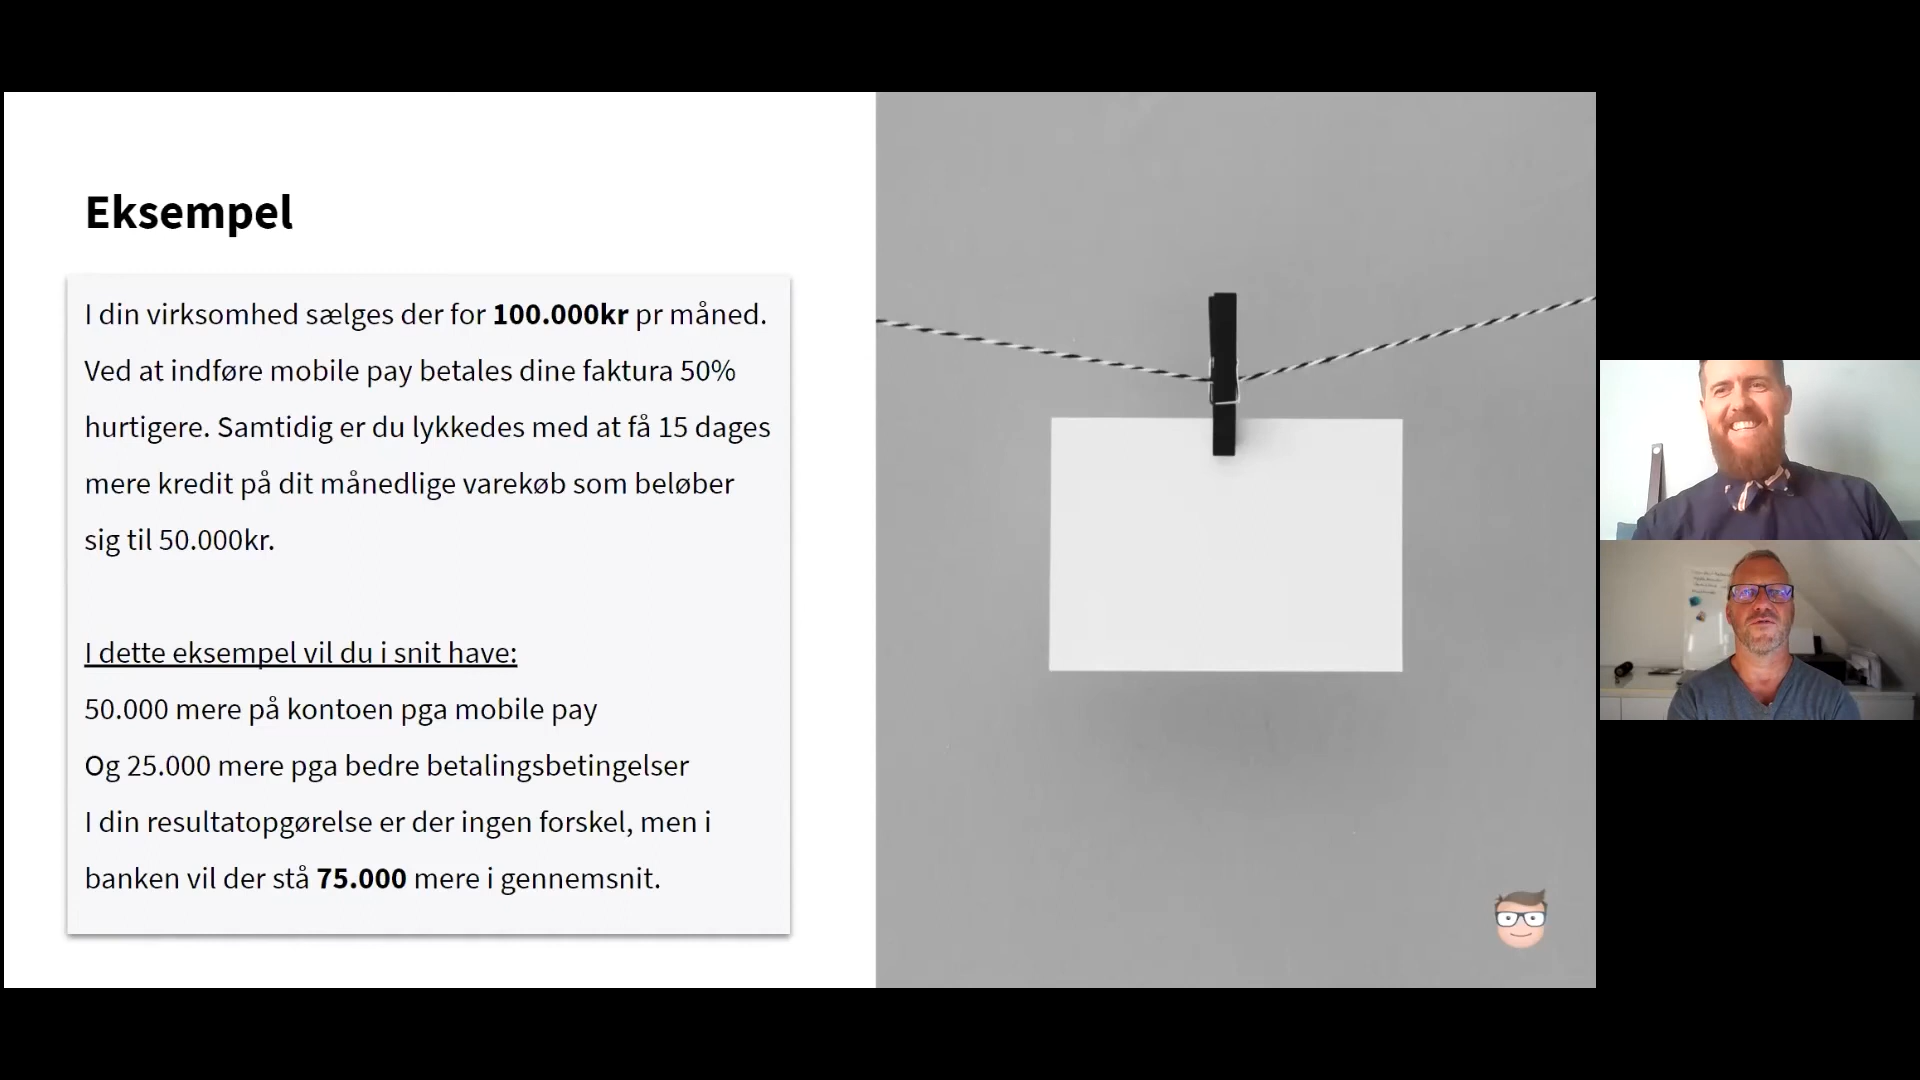 Eksempel
I din virksomhed sælges der for 100.000kr pr måned.
Ved at indføre mobile pay betales dine faktura 50%
hurtigere. Samtidig er du lykkedes med at få 15 dages
mere kredit på dit månedlige varekøb som beløber
sig til 50.000kr.
I dette eksempel vil du i snit have:
50.000 mere på kontoen pga mobile pay
Og 25.000 mere pga bedre betalingsbetingelser
I din resultatopgørelse er der ingen forskel, men i
banken vil der stå 75.000 mere i gennemsnit.